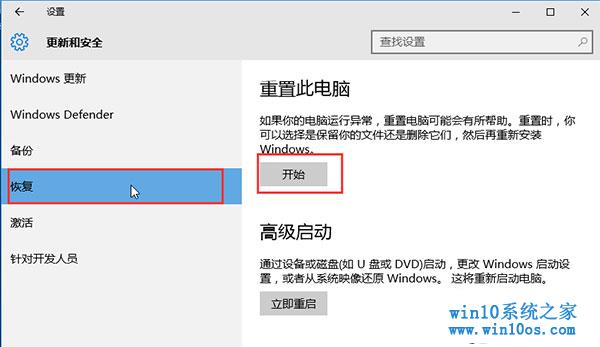 设置
更新和安全
查找设置
Windows 更新
Windows Defender
备份
恢复
激活
针对开发人员
重置此电脑
如果你的电脑运行异常，重置电脑可能会有所帮助。重置时，你
可以选择是保留你的文件还是删除它们，然后再重新安装
Windows。
开始
高级启动
通过设备或磁盘(如 U 盘或 DVD)启动，更改 Windows 启动设
置，或者从系统映像还原 Windows。 这将重新启动电脑。
立即重启
win10系统之家
www.win10os.com